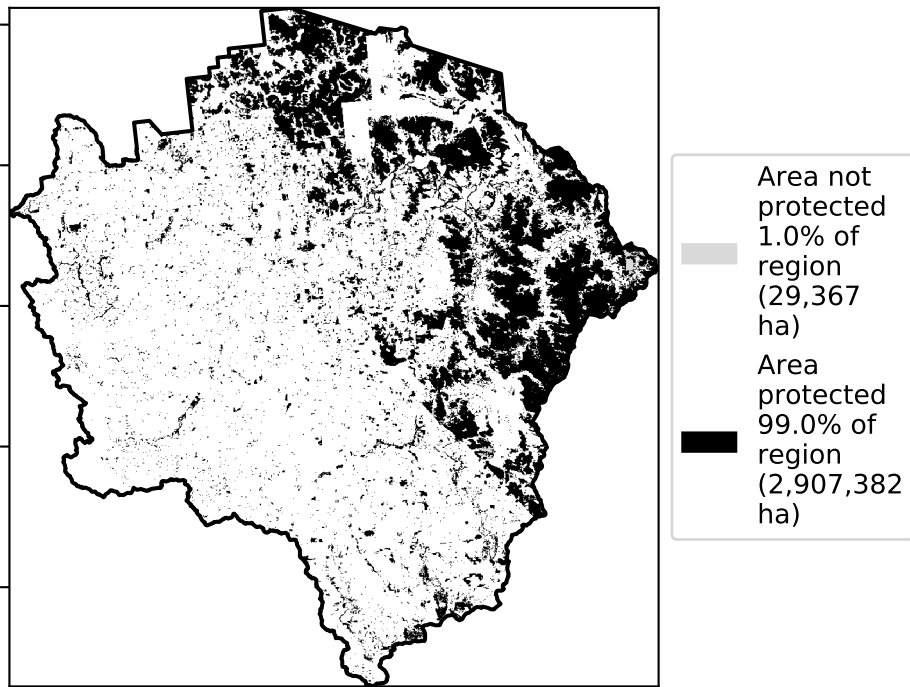 Area not
protected
1.0% of
region
(29,367
ha)
Area
protected
99.0% of
region
(2,907,382
ha)